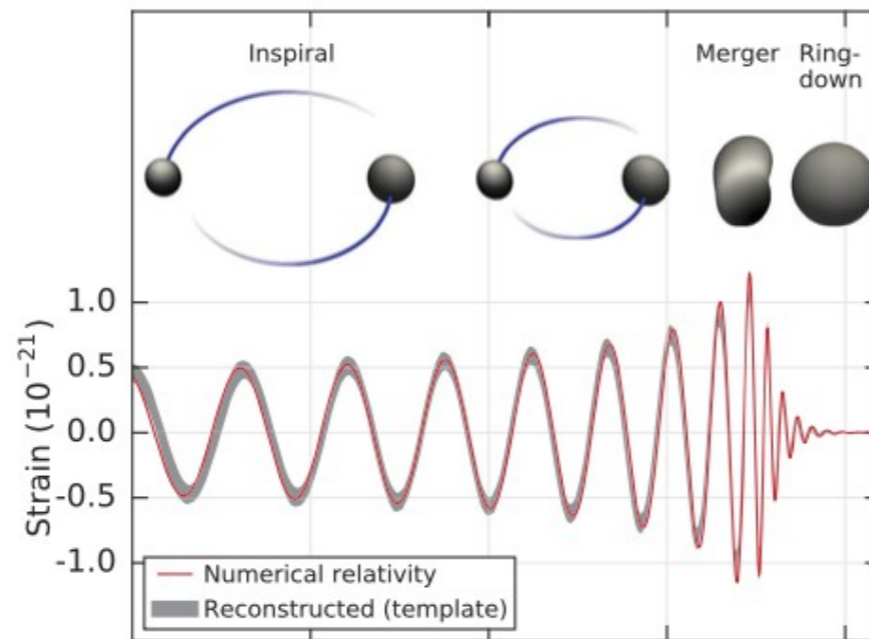 Inspiral
Merger
Ring-
down
1.0
0.5
0.0
-0.5
-1.0
Strain (10⁻²¹)
Numerical relativity
Reconstructed (template)